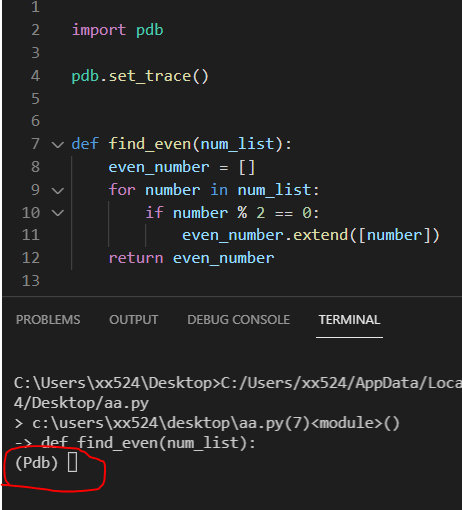 1
2 import pdb
3
4 pdb.set_trace()
5
6
7 def find_even(num_list):
8 even_number = []
9 for number in num_list:
10 if number % 2 == 0:
11 even_number.extend([number])
12 return even_number
13
PROBLEMS OUTPUT DEBUG CONSOLE TERMINAL
C:\Users\xx524\Desktop>C:/Users/xx524/AppData/Loca
4/Desktop/aa.py
> c:\users\xx524\desktop\aa.py(7)<module>()
-> def find_even(num_list):
(Pdb)